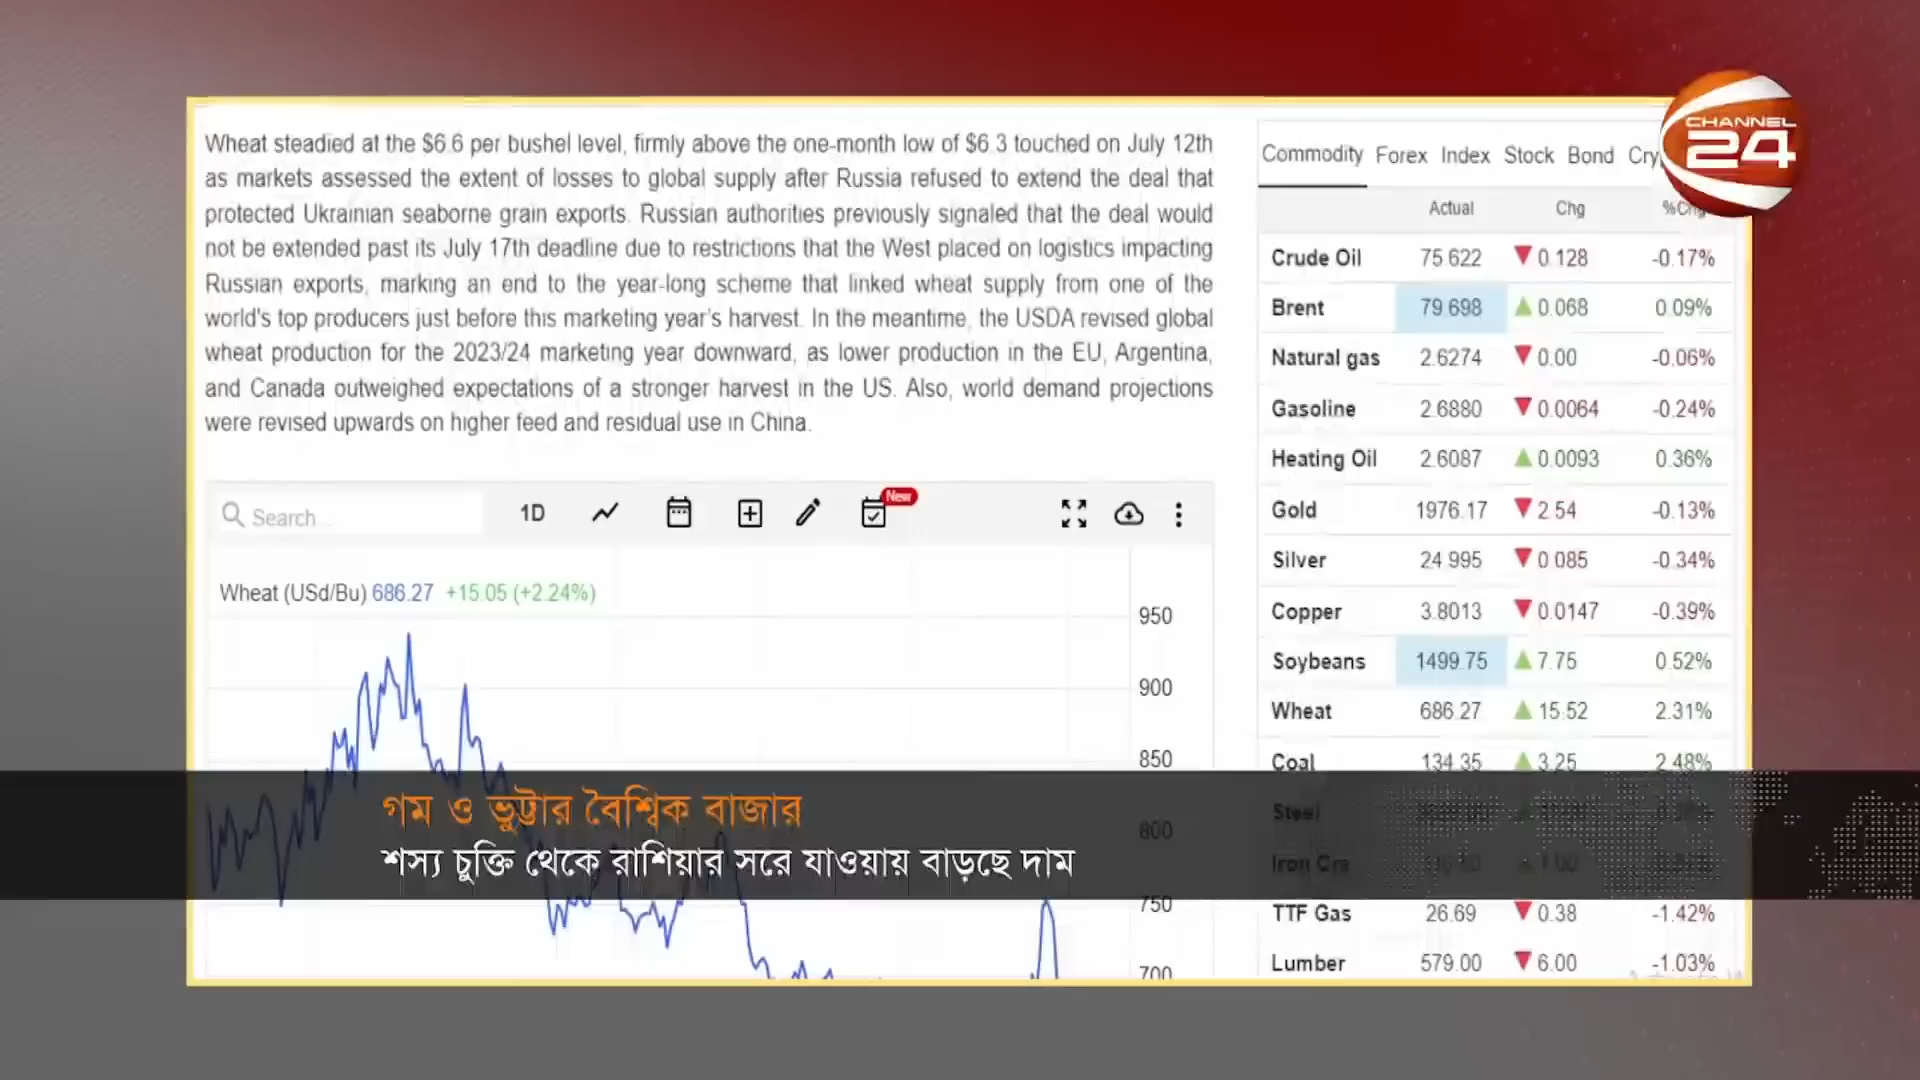 CHANNEL
24
Wheat steadied at the $6.6 per bushel level, firmly above the one-month low of $6.3 touched on July 12th
as markets assessed the extent of losses to global supply after Russia refused to extend the deal that
protected Ukrainian seaborne grain exports. Russian authorities previously signaled that the deal would
not be extended past its July 17th deadline due to restrictions that the West placed on logistics impacting
Russian exports, marking an end to the year-long scheme that linked wheat supply from one of the
world's top producers just before this marketing year's harvest. In the meantime, the USDA revised global
wheat production for the 2023/24 marketing year downward, as lower production in the EU, Argentina,
and Canada outweighed expectations of a stronger harvest in the US. Also, world demand projections
were revised upwards on higher feed and residual use in China.
Search...
1D
New
Wheat (USd/Bu) 686.27 +15.05 (+2.24%)
950
900
850
800
750
700
Commodity Forex Index Stock Bond
Actual Chg %Chg
Crude Oil 75.622 0.128 -0.17%
Brent 79.698 0.068 0.09%
Natural gas 2.6274 0.00 -0.06%
Gasoline 2.6880 0.0064 -0.24%
Heating Oil 2.6087 0.0093 0.36%
Gold 1976.17 2.54 -0.13%
Silver 24.995 0.085 -0.34%
Copper 3.8013 0.0147 -0.39%
Soybeans 1499.75 7.75 0.52%
Wheat 686.27 15.52 2.31%
Coal 134.35 3.25 2.48%
Steel
Iron Ore
TTF Gas 26.69 0.38 -1.42%
Lumber 579.00 6.00 -1.03%
গম ও ভুট্টার বৈশ্বিক বাজার
শস্য চুক্তি থেকে রাশিয়ার সরে যাওয়ায় বাড়ছে দাম